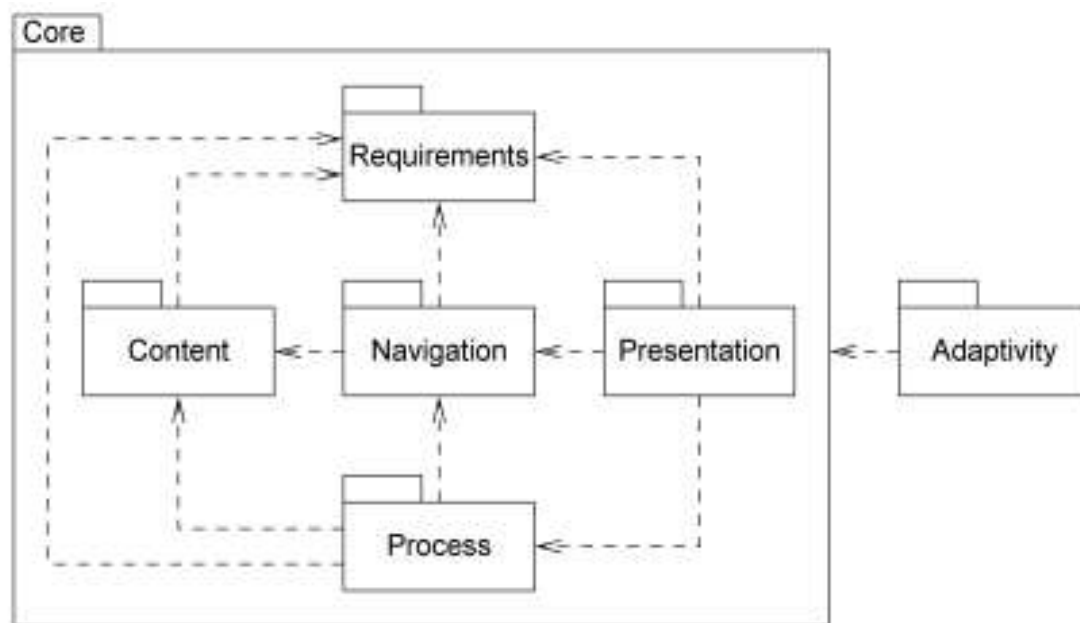 Core
Requirements
Content
Navigation
Presentation
Adaptivity
Process